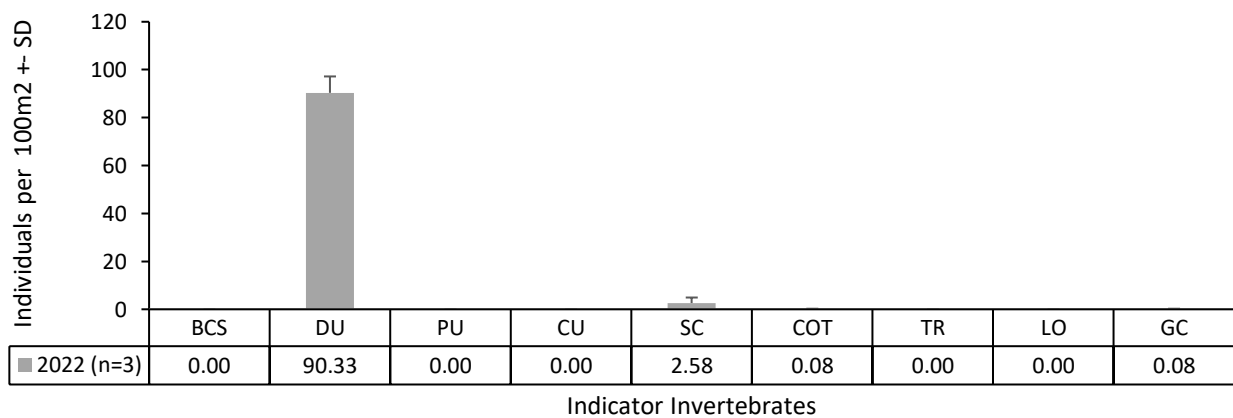 Individuals per 100m2 +- SD
120
100
80
60
40
20
0
BCS DU PU CU SC COT TR LO GC
2022 (n=3) 0.00 90.33 0.00 0.00 2.58 0.08 0.00 0.00 0.08
Indicator Invertebrates